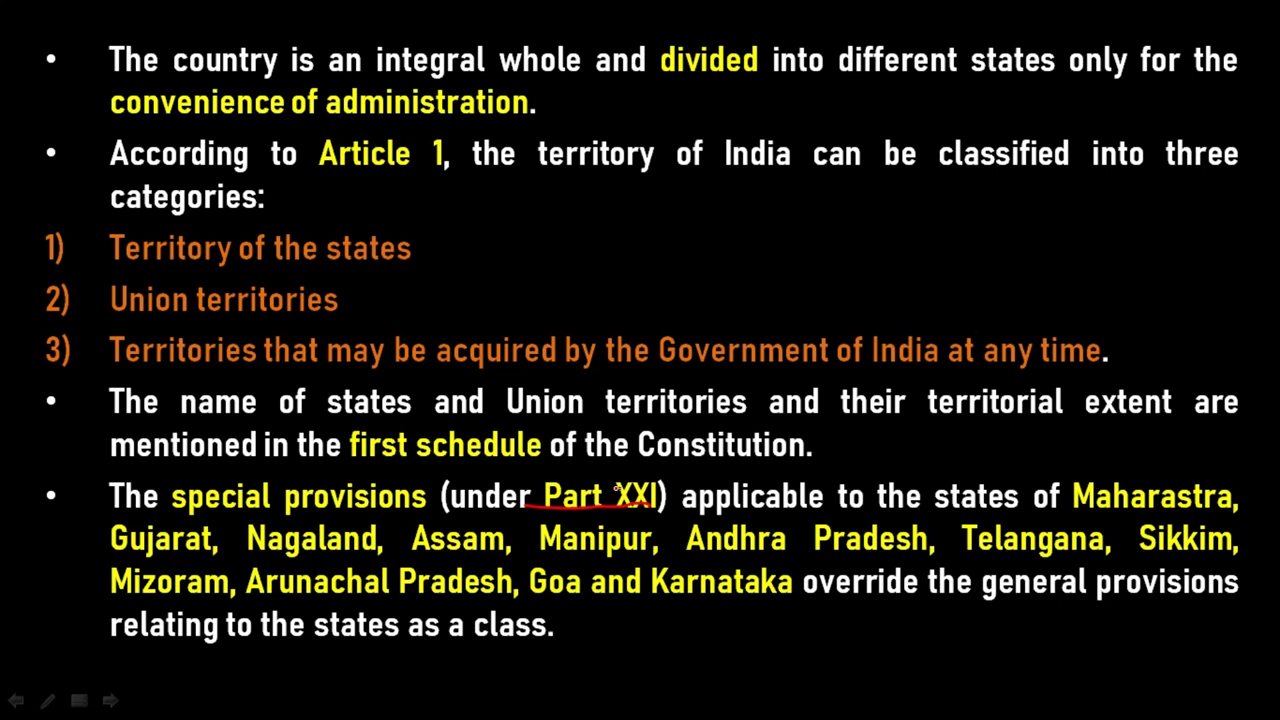 • The country is an integral whole and divided into different states only for the
convenience of administration.
• According to Article 1, the territory of India can be classified into three
categories:
1) Territory of the states
2) Union territories
3) Territories that may be acquired by the Government of India at any time.
• The name of states and Union territories and their territorial extent are
mentioned in the first schedule of the Constitution.
• The special provisions (under Part XXI) applicable to the states of Maharastra,
Gujarat, Nagaland, Assam, Manipur, Andhra Pradesh, Telangana, Sikkim,
Mizoram, Arunachal Pradesh, Goa and Karnataka override the general provisions
relating to the states as a class.